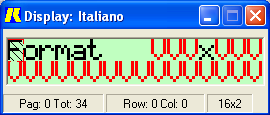 Display: Italiano
Format x
Pag: 0 Tot: 34 Row: 0 Col: 0 16x2